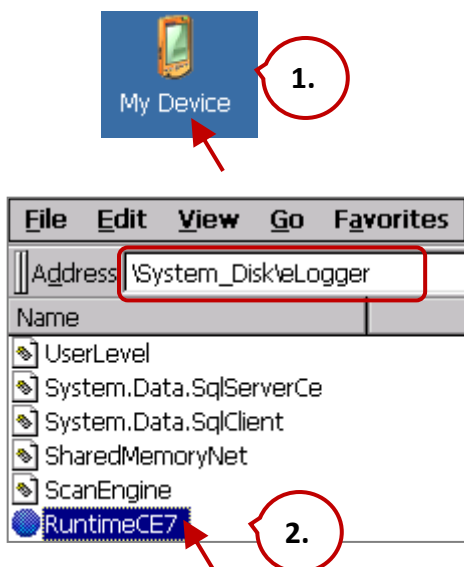 My Device
1.
File Edit View Go Favorites
Address \System_Disk\eLogger
Name
UserLevel
System.Data.SqlServerCe
System.Data.SqlClient
SharedMemoryNet
ScanEngine
RuntimeCE7
2.